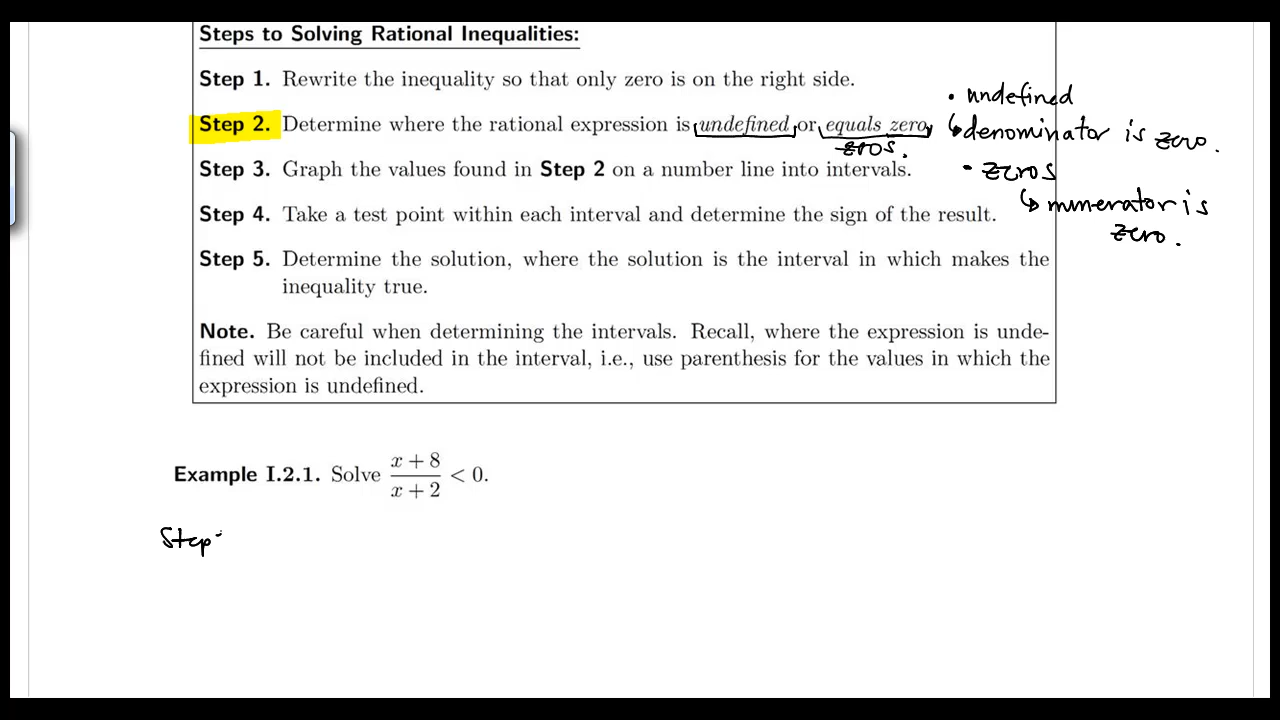 Steps to Solving Rational Inequalities:
Step 1. Rewrite the inequality so that only zero is on the right side.
Step 2. Determine where the rational expression is undefined or equals zero
zeros.
Step 3. Graph the values found in Step 2 on a number line into intervals.
Step 4. Take a test point within each interval and determine the sign of the result.
Step 5. Determine the solution, where the solution is the interval in which makes the
inequality true.
Note. Be careful when determining the intervals. Recall, where the expression is unde-
fined will not be included in the interval, i.e., use parenthesis for the values in which the
expression is undefined.
• undefined
↳ denominator is zero.
• zeros
↳ numerator is
zero.
Example I.2.1. Solve (x + 8)/(x + 2) < 0.
Step